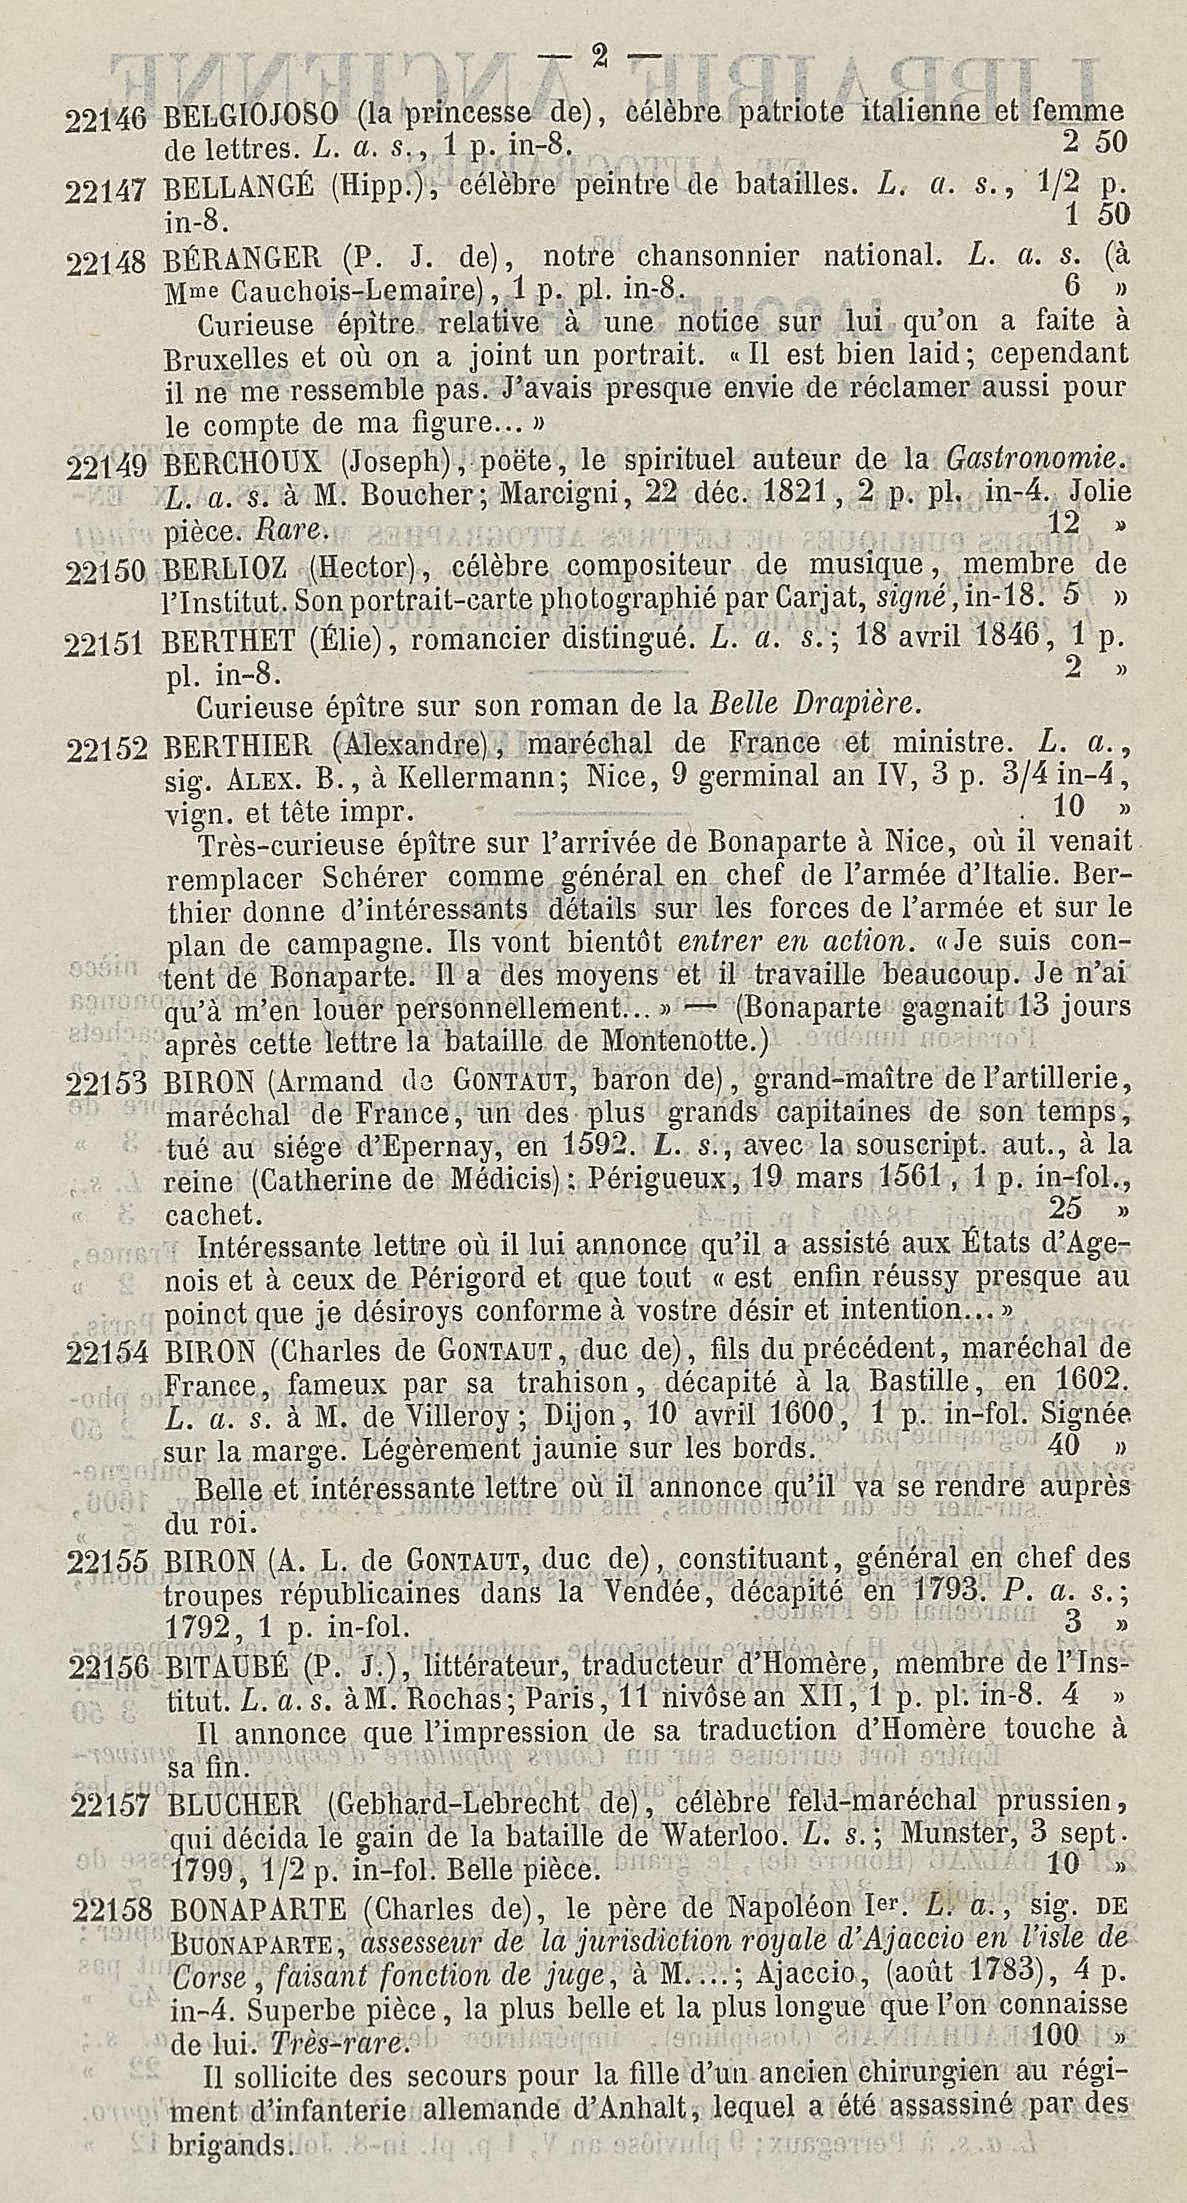 — 2 —
22146 BELGIOJOSO (la princesse de), célèbre patriote italienne et femme
de lettres. L. a. s., 1 p. in-8. 2 50
22147 BELLANGÉ (Hipp.), célèbre peintre de batailles. L. a. s., 1/2 p.
in-8. 1 50
22148 BÉRANGER (P. J. de), notre chansonnier national. L. a. s. (à
Mme Cauchois-Lemaire), 1 p. pl. in-8. 6 »
Curieuse épître relative à une notice sur lui qu'on a faite à
Bruxelles et où on a joint un portrait. « Il est bien laid; cependant
il ne me ressemble pas. J'avais presque envie de réclamer aussi pour
le compte de ma figure... »
22149 BERCHOUX (Joseph), poëte, le spirituel auteur de la Gastronomie.
L. a. s. à M. Boucher; Marcigni, 22 déc. 1821, 2 p. pl. in-4. Jolie
pièce. Rare. 12 »
22150 BERLIOZ (Hector), célèbre compositeur de musique, membre de
l'Institut. Son portrait-carte photographié par Carjat, signé, in-18. 5 »
22151 BERTHET (Élie), romancier distingué. L. a. s.; 18 avril 1846, 1 p.
pl. in-8. 2 »
Curieuse épître sur son roman de la Belle Drapière.
22152 BERTHIER (Alexandre), maréchal de France et ministre. L. a.,
sig. ALEX. B., à Kellermann; Nice, 9 germinal an IV, 3 p. 3/4 in-4,
vign. et tête impr. 10 »
Très-curieuse épître sur l'arrivée de Bonaparte à Nice, où il venait
remplacer Schérer comme général en chef de l'armée d'Italie. Ber-
thier donne d'intéressants détails sur les forces de l'armée et sur le
plan de campagne. Ils vont bientôt entrer en action. « Je suis con-
tent de Bonaparte. Il a des moyens et il travaille beaucoup. Je n'ai
qu'à m'en louer personnellement... » — (Bonaparte gagnait 13 jours
après cette lettre la bataille de Montenotte.)
22153 BIRON (Armand de GONTAUT, baron de), grand-maître de l'artillerie,
maréchal de France, un des plus grands capitaines de son temps,
tué au siége d'Epernay, en 1592. L. s., avec la souscript. aut., à la
reine (Catherine de Médicis); Périgueux, 19 mars 1561, 1 p. in-fol.,
cachet. 25 »
Intéressante lettre où il lui annonce qu'il a assisté aux États d'Age-
nois et à ceux de Périgord et que tout « est enfin réussy presque au
poinct que je désiroys conforme à vostre désir et intention... »
22154 BIRON (Charles de GONTAUT, duc de), fils du précédent, maréchal de
France, fameux par sa trahison, décapité à la Bastille, en 1602.
L. a. s. à M. de Villeroy; Dijon, 10 avril 1600, 1 p. in-fol. Signée
sur la marge. Légèrement jaunie sur les bords. 40 »
Belle et intéressante lettre où il annonce qu'il va se rendre auprès
du roi.
22155 BIRON (A. L. de GONTAUT, duc de), constituant, général en chef des
troupes républicaines dans la Vendée, décapité en 1793. P. a. s.;
1792, 1 p. in-fol. 3 »
22156 BITAUBÉ (P. J.), littérateur, traducteur d'Homère, membre de l'Ins-
titut. L. a. s. à M. Rochas; Paris, 11 nivôse an XII, 1 p. pl. in-8. 4 »
Il annonce que l'impression de sa traduction d'Homère touche à
sa fin.
22157 BLUCHER (Gebhard-Lebrecht de), célèbre feld-maréchal prussien,
qui décida le gain de la bataille de Waterloo. L. s.; Munster, 3 sept.
1799, 1/2 p. in-fol. Belle pièce. 10 »
22158 BONAPARTE (Charles de), le père de Napoléon Ier. L. a., sig. DE
BUONAPARTE, assesseur de la jurisdiction royale d'Ajaccio en l'isle de
Corse, faisant fonction de juge, à M....; Ajaccio, (août 1783), 4 p.
in-4. Superbe pièce, la plus belle et la plus longue que l'on connaisse
de lui. Très-rare. 100 »
Il sollicite des secours pour la fille d'un ancien chirurgien au régi-
ment d'infanterie allemande d'Anhalt, lequel a été assassiné par des
brigands.